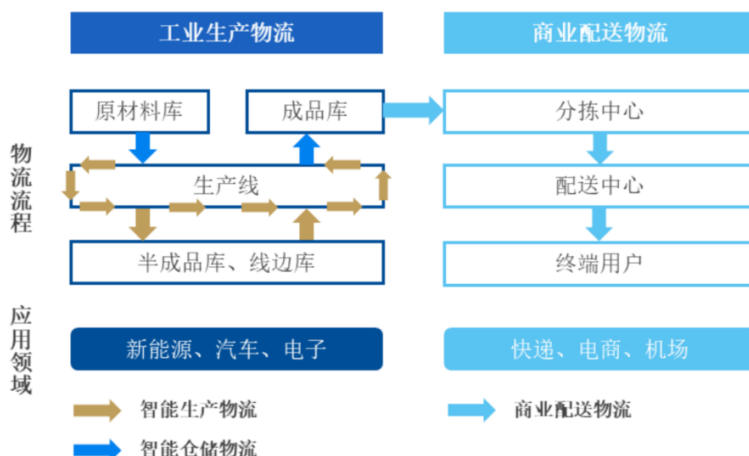 工业生产物流
商业配送物流
原材料库
成品库
分拣中心
物流流程
生产线
配送中心
半成品库、线边库
终端用户
应用领域
新能源、汽车、电子
快递、电商、机场
智能生产物流
商业配送物流
智能仓储物流